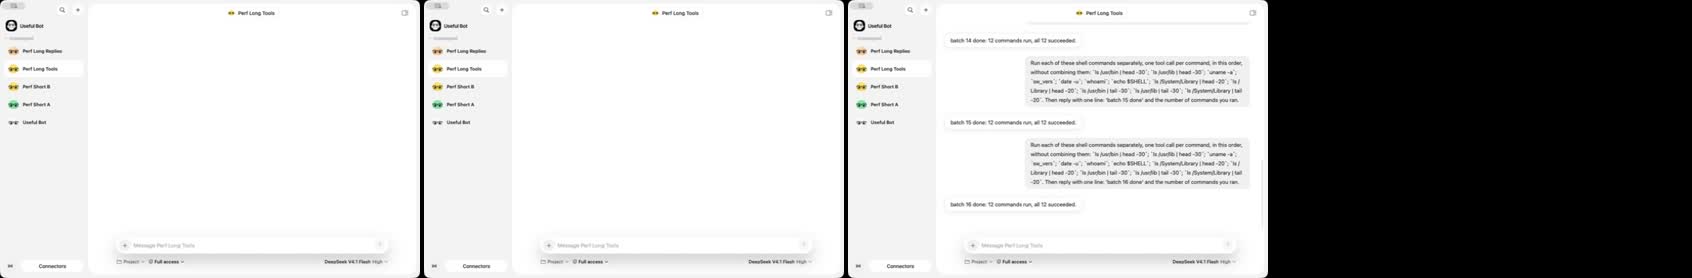 Perf Long Tools
Useful Bot
Perf Long Replies
Perf Long Tools
Perf Short B
Perf Short A
Useful Bot
Message Perf Long Tools
Connectors
Project
Full access
DeepSeek V4.1 Flash High
Perf Long Tools
Useful Bot
Perf Long Replies
Perf Long Tools
Perf Short B
Perf Short A
Useful Bot
Message Perf Long Tools
Connectors
Project
Full access
DeepSeek V4.1 Flash High
Perf Long Tools
Useful Bot
Perf Long Replies
Perf Long Tools
Perf Short B
Perf Short A
Useful Bot
batch 14 done: 12 commands run, all 12 succeeded.
Run each of these shell commands separately, one tool call per command, in this order,
without combining them: `ls /usr/bin | head -30`; `ls /usr/lib | head -30`; `uname -a`;
`sw_vers`; `date -u`; `whoami`; `echo $SHELL`; `ls /System/Library | head -20`; `ls /
Library | head -20`; `ls /usr/bin | tail -30`; `ls /usr/lib | tail -30`; `ls /System/Library | tail
-20`. Then reply with one line: 'batch 15 done' and the number of commands you ran.
batch 15 done: 12 commands run, all 12 succeeded.
Run each of these shell commands separately, one tool call per command, in this order,
without combining them: `ls /usr/bin | head -30`; `ls /usr/lib | head -30`; `uname -a`;
`sw_vers`; `date -u`; `whoami`; `echo $SHELL`; `ls /System/Library | head -20`; `ls /
Library | head -20`; `ls /usr/bin | tail -30`; `ls /usr/lib | tail -30`; `ls /System/Library | tail
-20`. Then reply with one line: 'batch 16 done' and the number of commands you ran.
batch 16 done: 12 commands run, all 12 succeeded.
Message Perf Long Tools
Connectors
Project
Full access
DeepSeek V4.1 Flash High